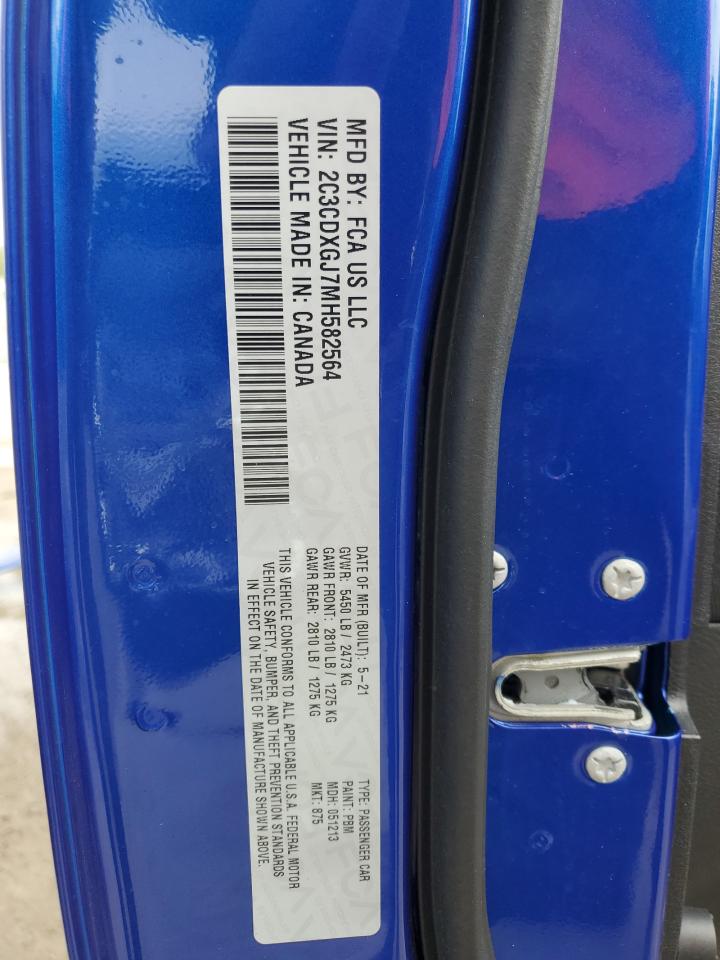 MFD BY: FCA US LLC
VIN: 2C3CDXGJ7MH582564
VEHICLE MADE IN: CANADA
DATE OF MFR (BUILT): 5-21
GVWR: 5450 LB / 2473 KG
GAWR FRONT: 2810 LB / 1275 KG
GAWR REAR: 2810 LB / 1275 KG
TYPE: PASSENGER CAR
PAINT: PBM
MDH: 051213
MKT: 875
THIS VEHICLE CONFORMS TO ALL APPLICABLE U.S.A. FEDERAL MOTOR
VEHICLE SAFETY, BUMPER, AND THEFT PREVENTION STANDARDS
IN EFFECT ON THE DATE OF MANUFACTURE SHOWN ABOVE.